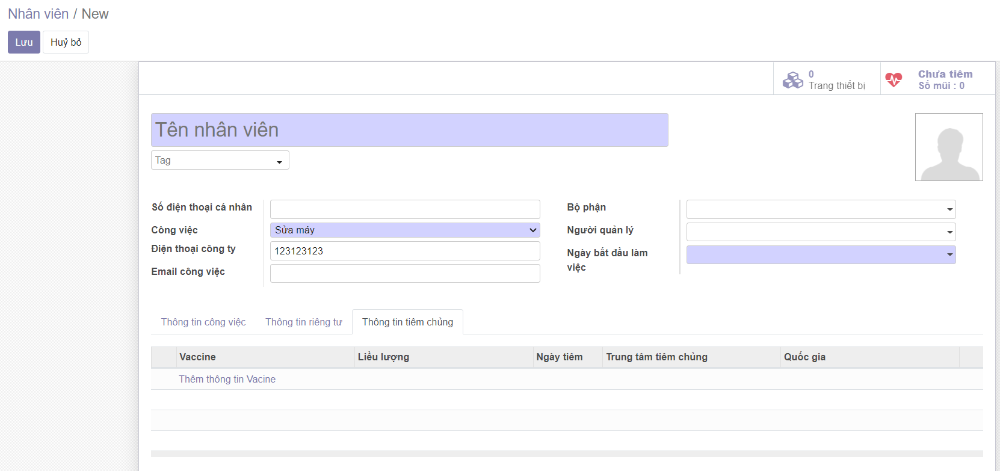 Nhân viên / New
Lưu Huỷ bỏ
0
Trang thiết bị
Chưa tiêm
Số mũi : 0
Tên nhân viên
Tag
Số điện thoại cá nhân
Công việc Sửa máy
Điện thoại công ty 123123123
Email công việc
Bộ phận
Người quản lý
Ngày bắt đầu làm
việc
Thông tin công việc Thông tin riêng tư Thông tin tiêm chủng
Vaccine Liều lượng Ngày tiêm Trung tâm tiêm chủng Quốc gia
Thêm thông tin Vacine